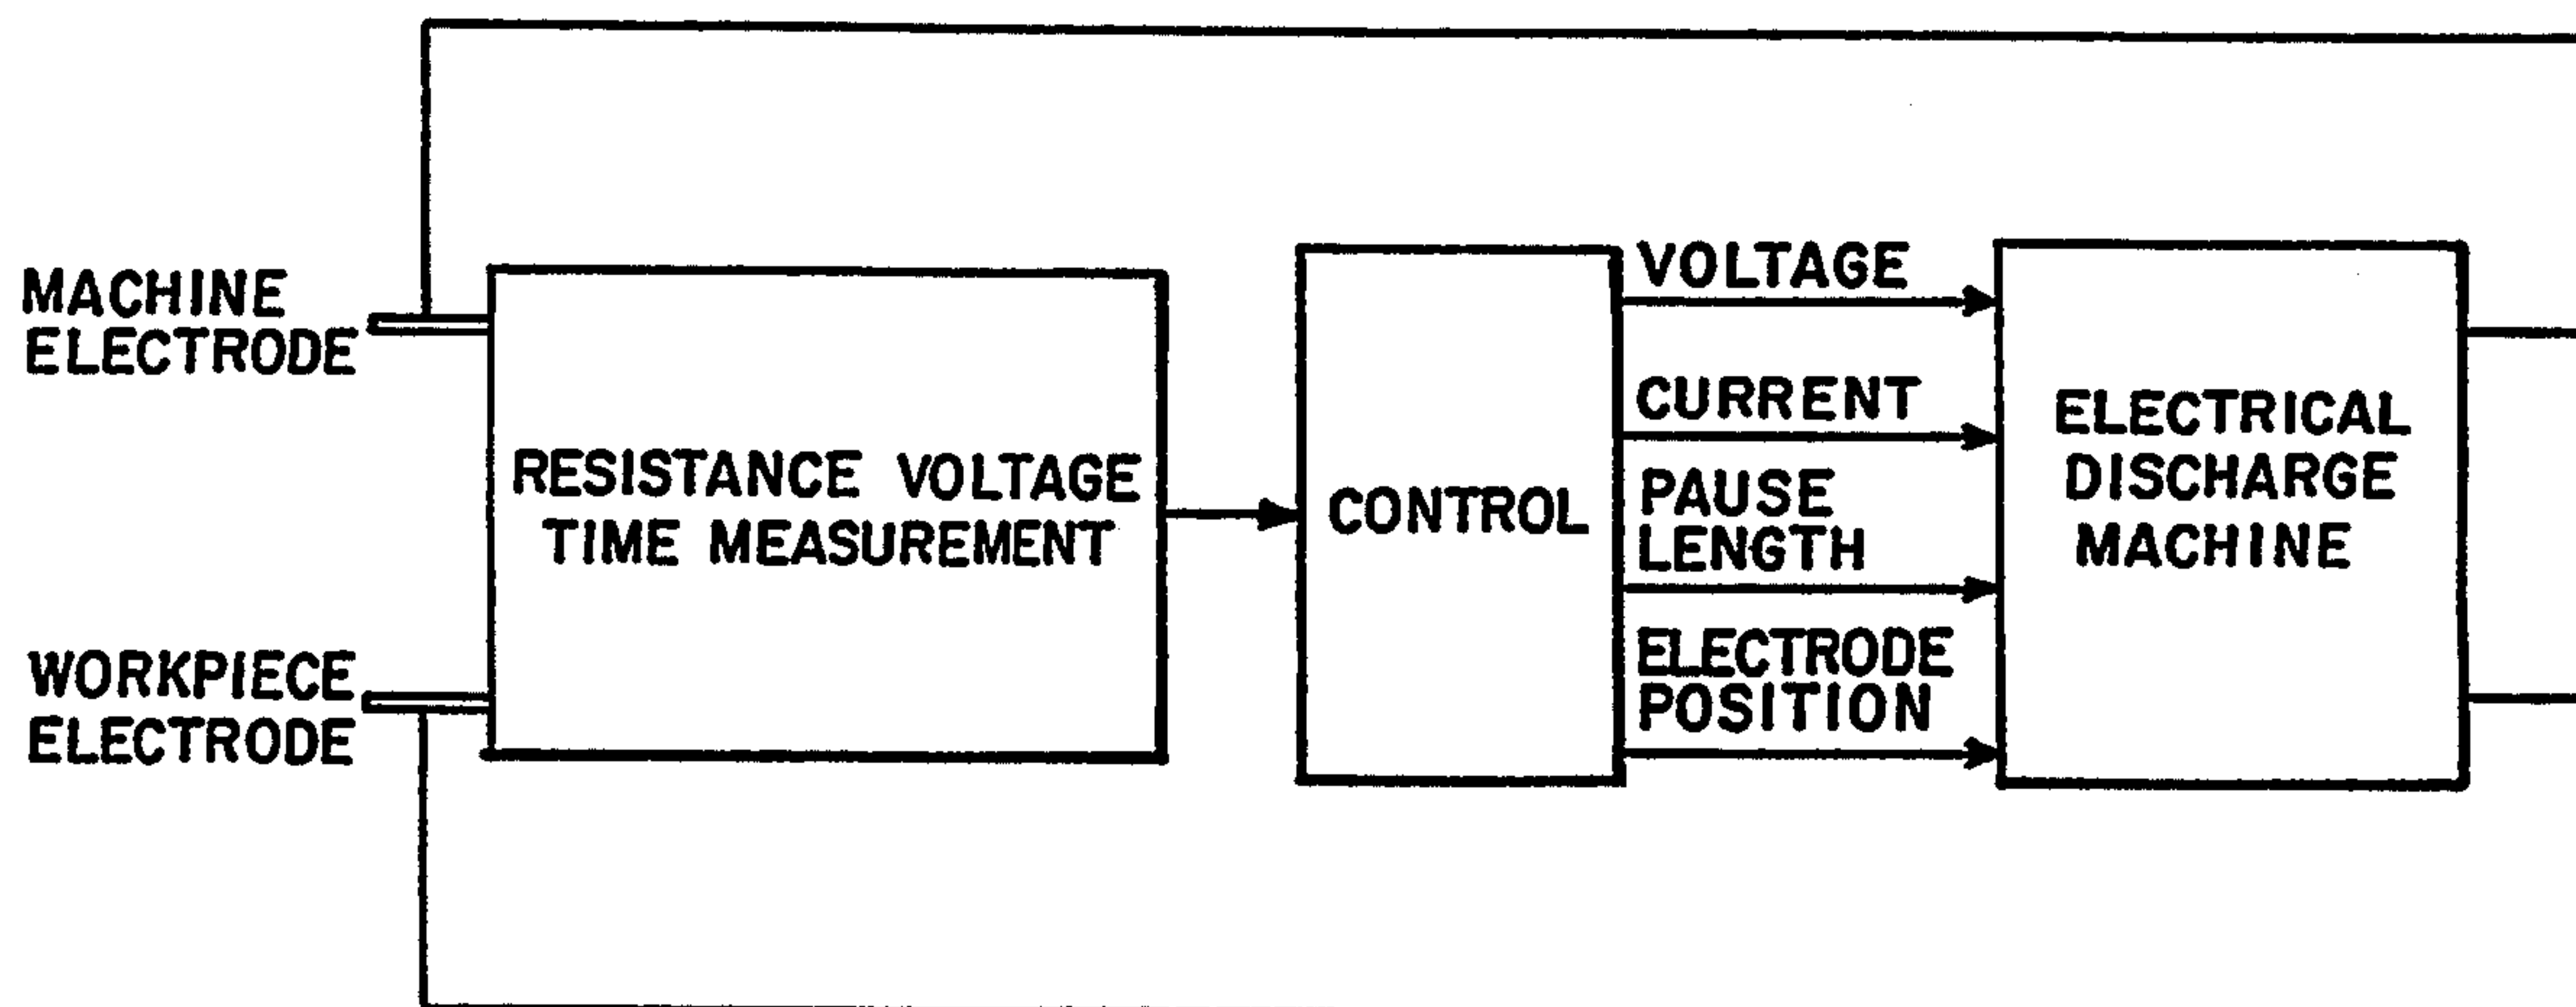 MACHINE
ELECTRODE
WORKPIECE
ELECTRODE
RESISTANCE VOLTAGE
TIME MEASUREMENT
CONTROL
VOLTAGE
CURRENT
PAUSE
LENGTH
ELECTRODE
POSITION
ELECTRICAL
DISCHARGE
MACHINE